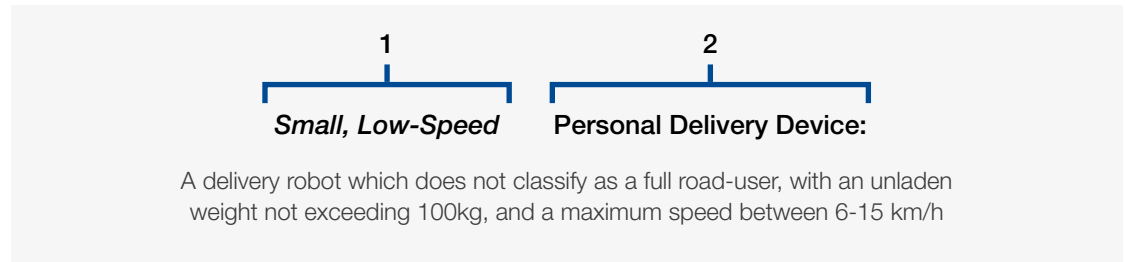 1 2
Small, Low-Speed Personal Delivery Device:
A delivery robot which does not classify as a full road-user, with an unladen
weight not exceeding 100kg, and a maximum speed between 6-15 km/h